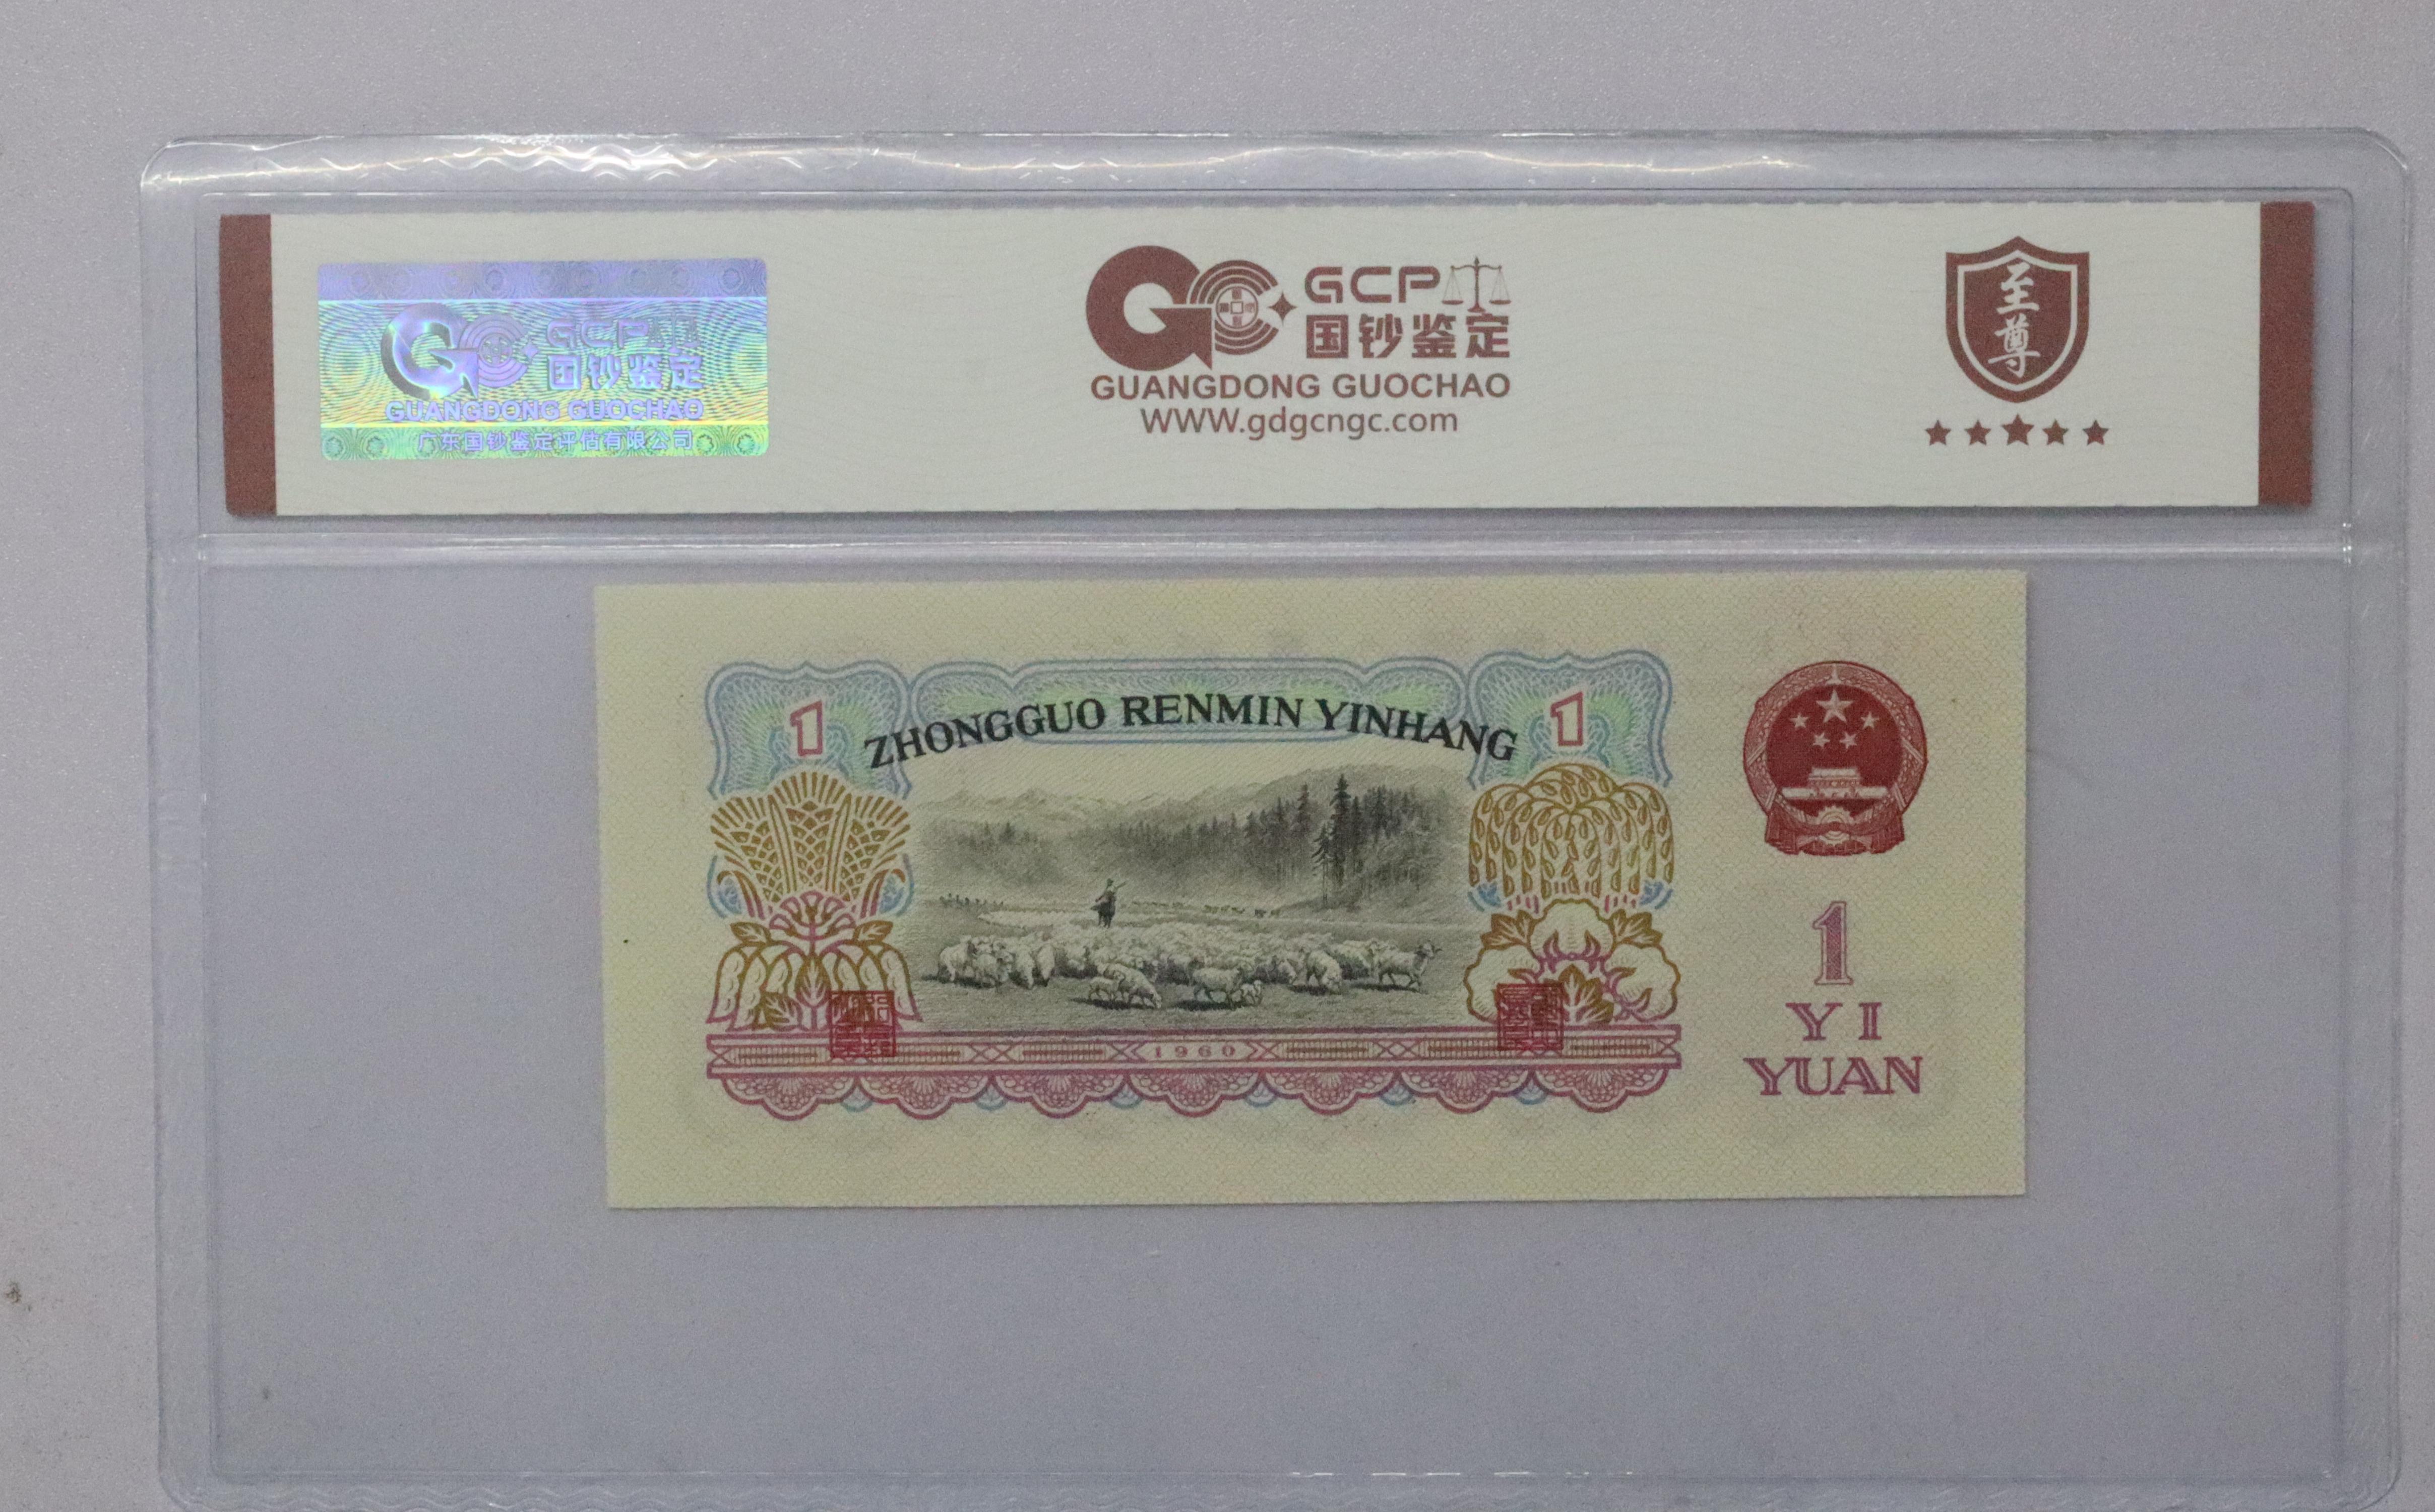 GCP
国钞鉴定
GUANGDONG GUOCHAO
广东国钞鉴定评估有限公司
GCP
国钞鉴定
GUANGDONG GUOCHAO
WWW.gdgcngc.com
至尊
1
ZHONGGUO RENMIN YINHANG
1
1960
1
YI
YUAN